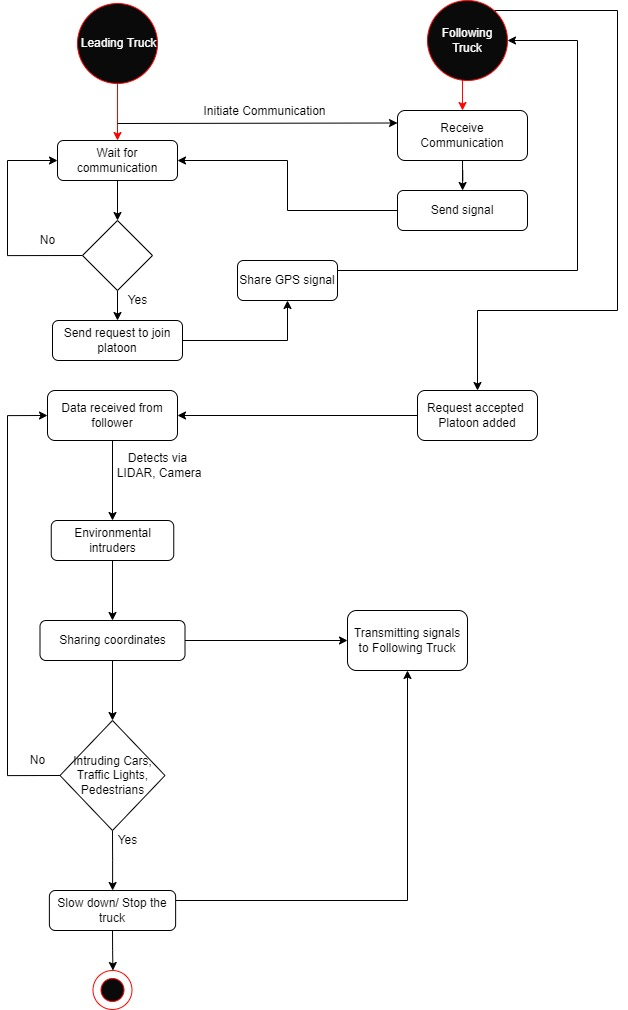 Leading Truck
Following
Truck
Initiate Communication
Receive
Communication
Wait for
communication
Send signal
No
Share GPS signal
Yes
Send request to join
platoon
Data received from
follower
Request accepted
Platoon added
Detects via
LIDAR, Camera
Environmental
intruders
Sharing coordinates
Transmitting signals
to Following Truck
No
Intruding Cars,
Traffic Lights,
Pedestrians
Yes
Slow down/ Stop the
truck